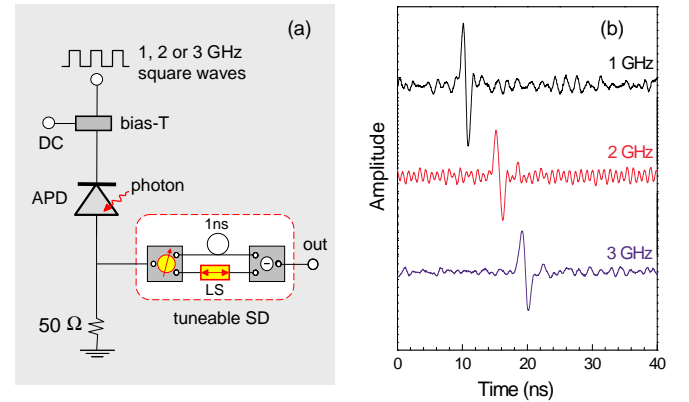 (a)
1, 2 or 3 GHz
square waves
DC
bias-T
APD
photon
1ns
out
LS
tuneable SD
50 Ω
(b)
1 GHz
2 GHz
3 GHz
Amplitude
0 10 20 30 40
Time (ns)